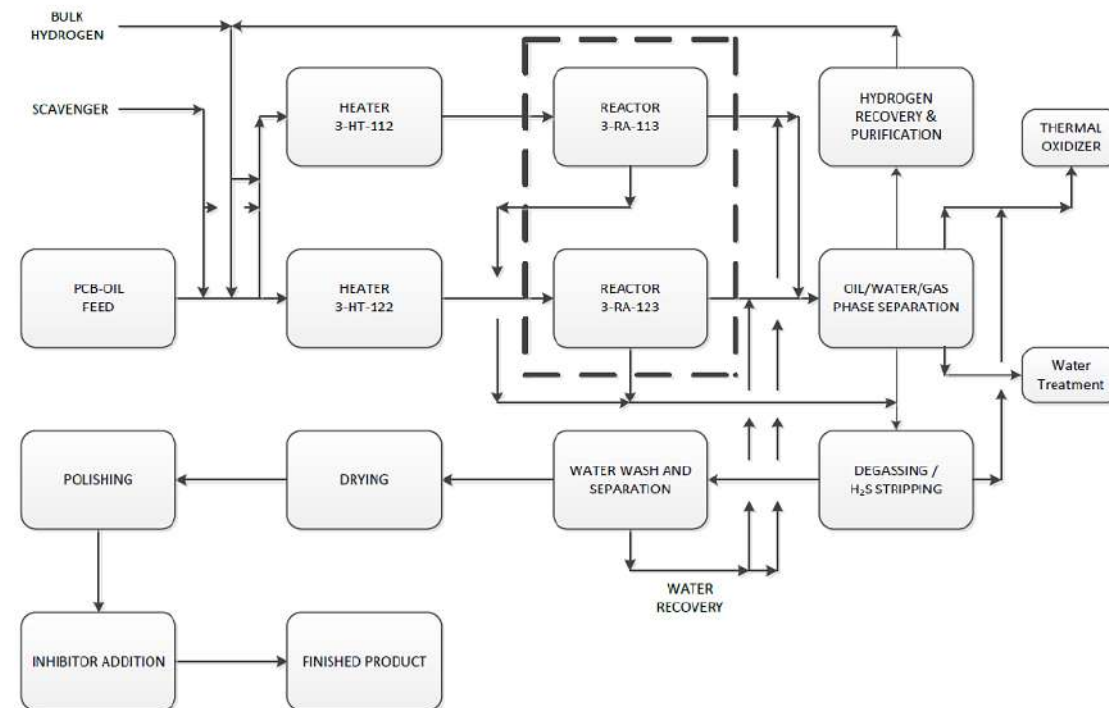 BULK
HYDROGEN
SCAVENGER
HEATER
3-HT-112
REACTOR
3-RA-113
HYDROGEN
RECOVERY &
PURIFICATION
THERMAL
OXIDIZER
PCB-OIL
FEED
HEATER
3-HT-122
REACTOR
3-RA-123
OIL/WATER/GAS
PHASE SEPARATION
Water
Treatment
POLISHING
DRYING
WATER WASH AND
SEPARATION
DEGASSING /
H₂S STRIPPING
WATER
RECOVERY
INHIBITOR ADDITION
FINISHED PRODUCT